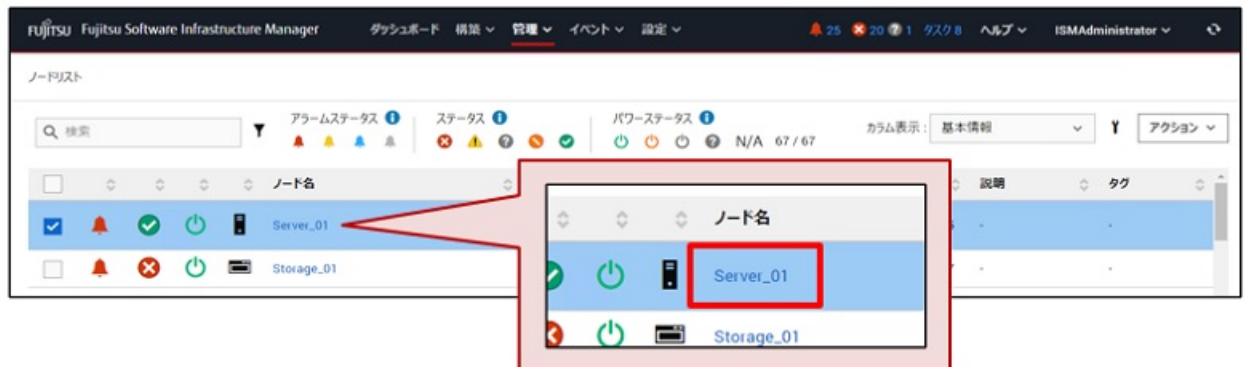 FUJITSU Fujitsu Software Infrastructure Manager ダッシュボード 構築 管理 イベント 設定 25 20 1 タスク 8 ヘルプ ISMAdministrator
ノードリスト
アラームステータス ステータス パワーステータス
検索 N/A 67 / 67 カラム表示 : 基本情報 アクション
ノード名 説明 タグ
Server_01 - -
Storage_01 - -
ノード名
Server_01
Storage_01